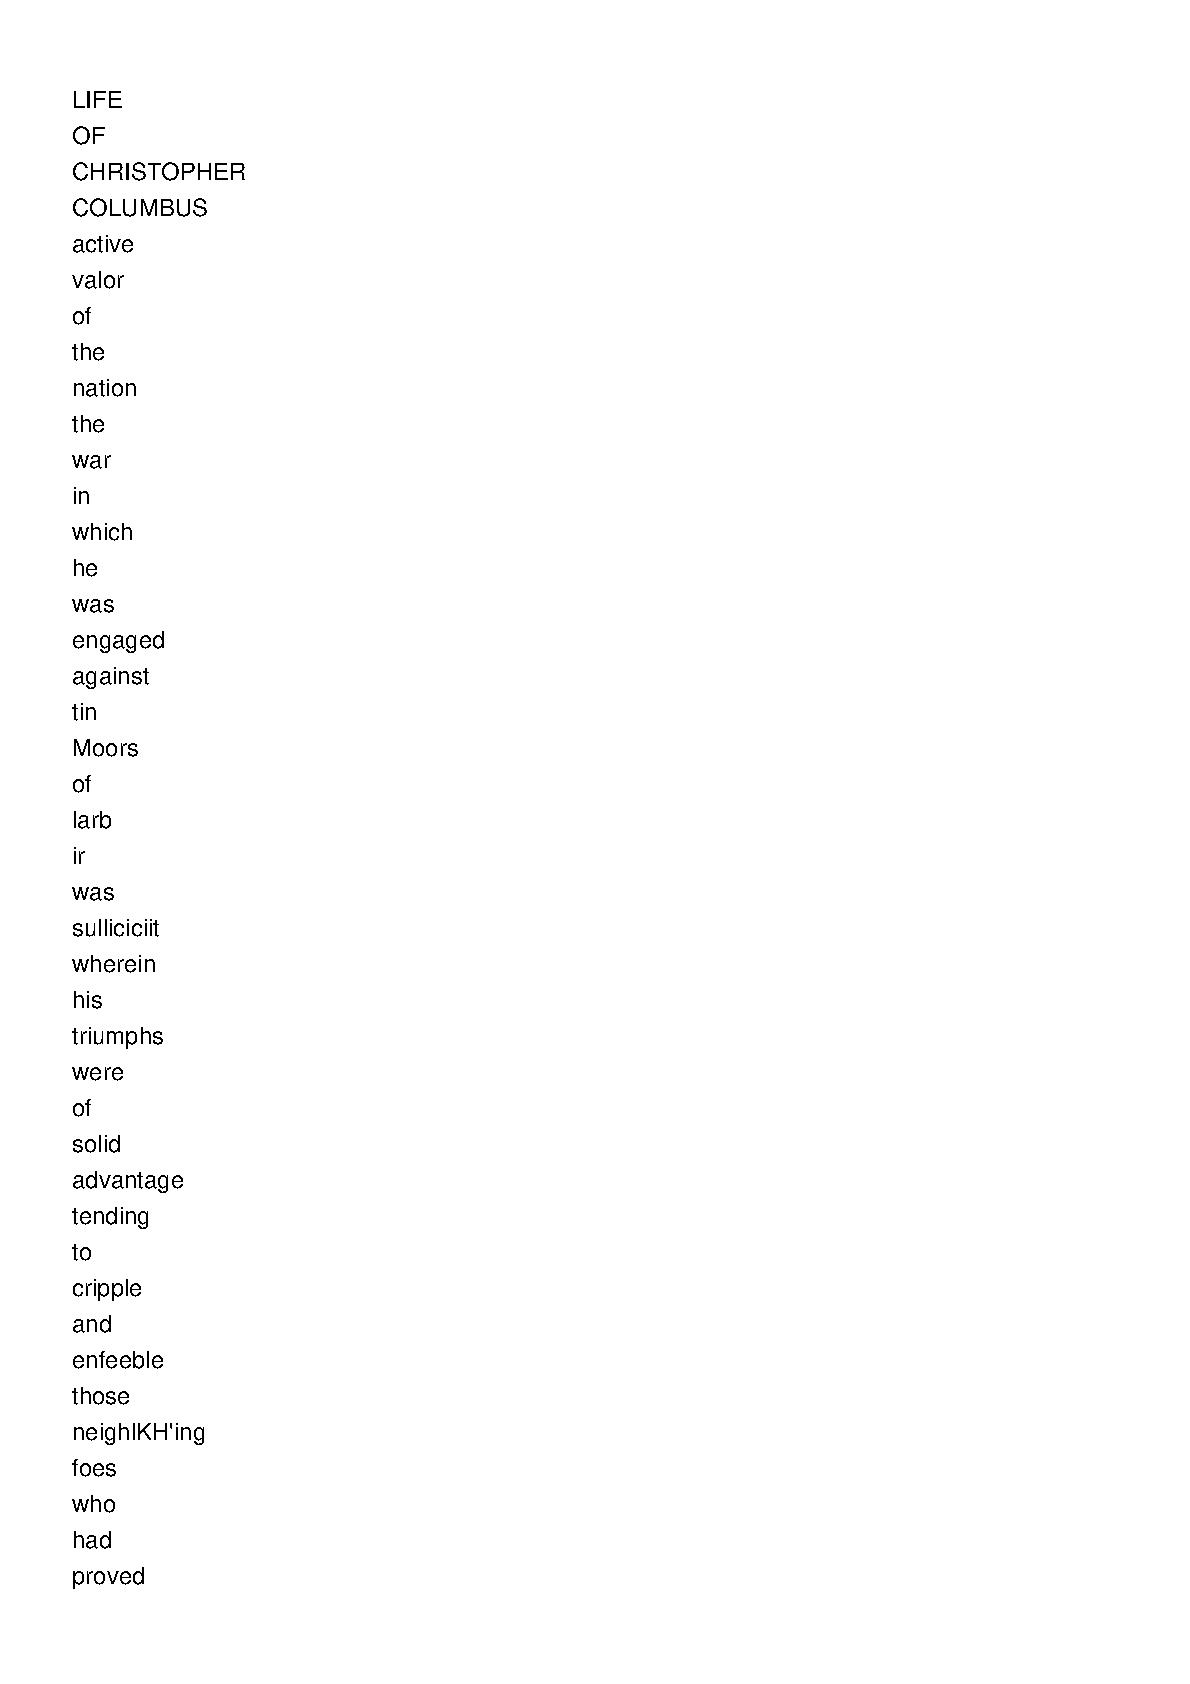 LIFE
OF
CHRISTOPHER
COLUMBUS
active
valor
of
the
nation
the
war
in
which
he
was
engaged
against
tin
Moors
of
larb
ir
was
sulliciciit
wherein
his
triumphs
were
of
solid
advantage
tending
to
cripple
and
enfeeble
those
neighlKH'ing
foes
who
had
proved